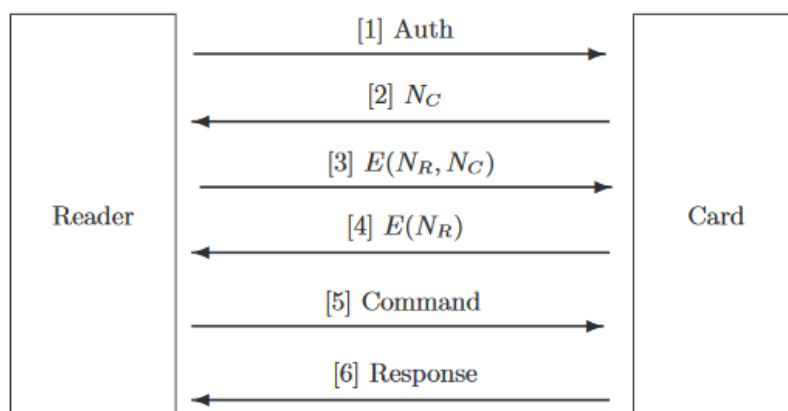 [1] Auth
[2] N_C
[3] E(N_R, N_C)
Reader
Card
[4] E(N_R)
[5] Command
[6] Response